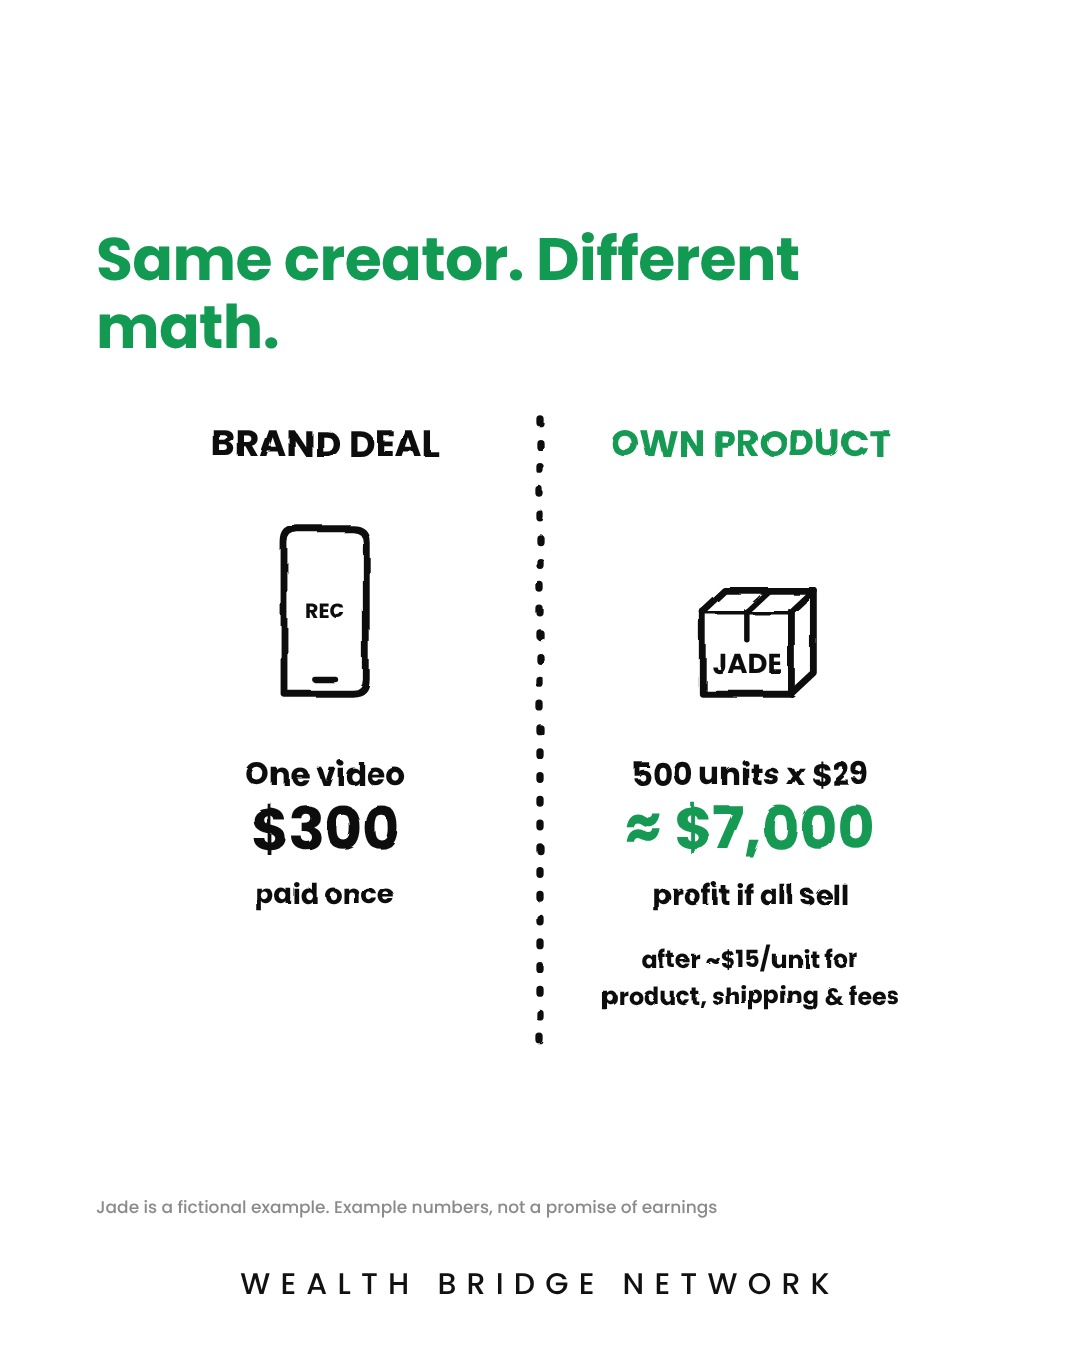 Same creator. Different
math.
BRAND DEAL
REC
One video
$300
paid once
OWN PRODUCT
JADE
500 units x $29
≈ $7,000
profit if all sell
after ~$15/unit for
product, shipping & fees
Jade is a fictional example. Example numbers, not a promise of earnings
WEALTH BRIDGE NETWORK